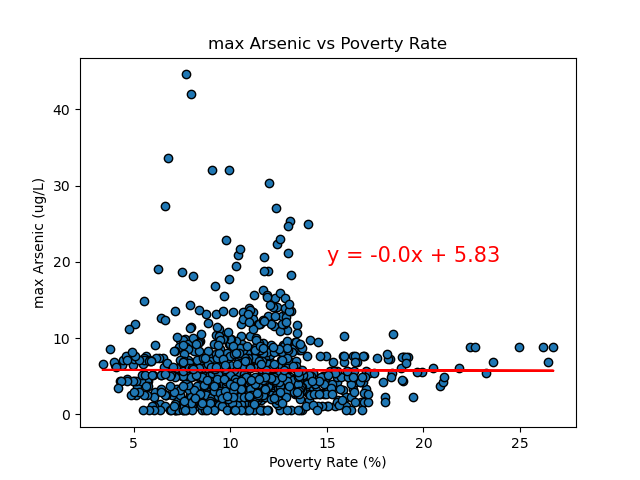 max Arsenic vs Poverty Rate
max Arsenic (ug/L)
40
30
20
10
0
y = -0.0x + 5.83
5 10 15 20 25
Poverty Rate (%)